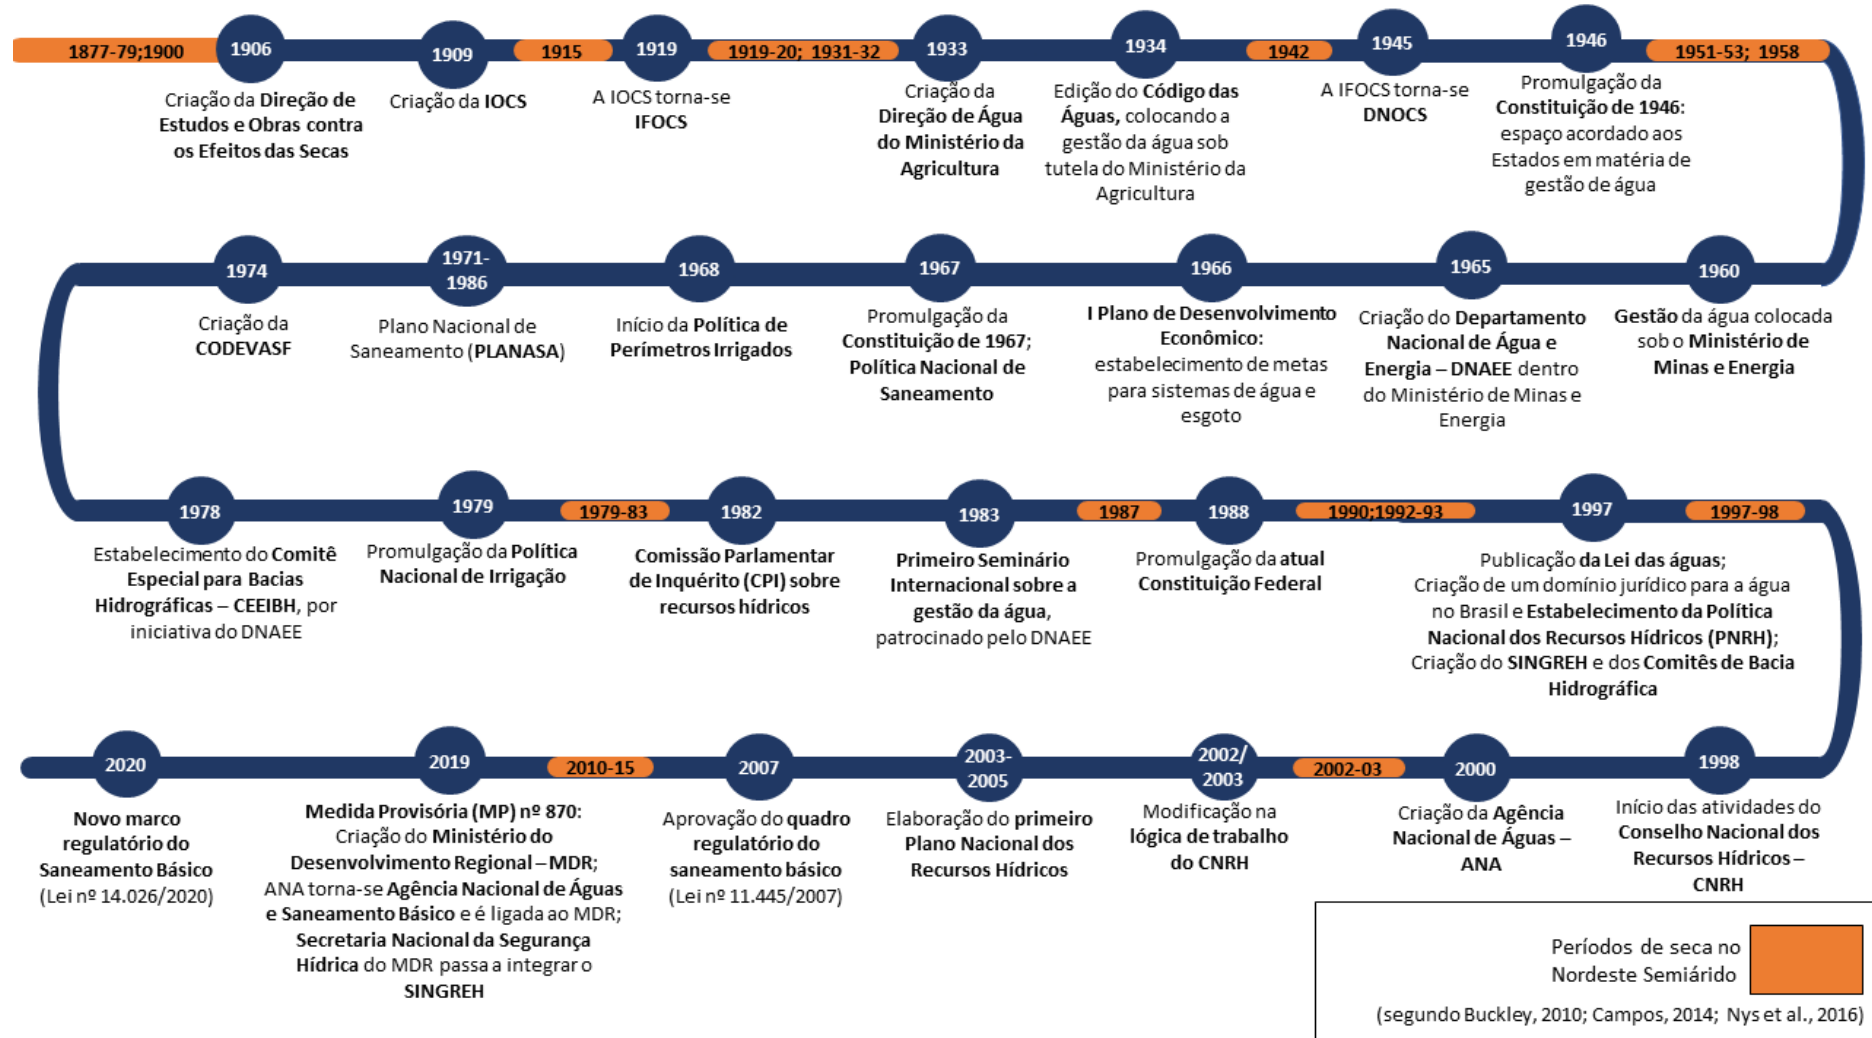 1877-79;1900
1906
Criação da Direção de
Estudos e Obras contra
os Efeitos das Secas
1909
Criação da IOCS
1915
1919
A IOCS torna-se
IFOCS
1919-20; 1931-32
1933
Criação da
Direção de Água
do Ministério da
Agricultura
1934
Edição do Código das
Águas, colocando a
gestão da água sob
tutela do Ministério da
Agricultura
1942
1945
A IFOCS torna-se
DNOCS
1946
Promulgação da
Constituição de 1946:
espaço acordado aos
Estados em matéria de
gestão de água
1951-53; 1958
1960
Gestão da água colocada
sob o Ministério de
Minas e Energia
1965
Criação do Departamento
Nacional de Água e
Energia – DNAEE dentro
do Ministério de Minas e
Energia
1966
I Plano de Desenvolvimento
Econômico:
estabelecimento de metas
para sistemas de água e
esgoto
1967
Promulgação da
Constituição de 1967;
Política Nacional de
Saneamento
1968
Início da Política de
Perímetros Irrigados
1971-
1986
Plano Nacional de
Saneamento (PLANASA)
1974
Criação da
CODEVASF
1978
Estabelecimento do Comitê
Especial para Bacias
Hidrográficas – CEEIBH, por
iniciativa do DNAEE
1979
Promulgação da Política
Nacional de Irrigação
1979-83
1982
Comissão Parlamentar
de Inquérito (CPI) sobre
recursos hídricos
1983
Primeiro Seminário
Internacional sobre a
gestão da água,
patrocinado pelo DNAEE
1987
1988
Promulgação da atual
Constituição Federal
1990;1992-93
1997
Publicação da Lei das águas;
Criação de um domínio jurídico para a água
no Brasil e Estabelecimento da Política
Nacional dos Recursos Hídricos (PNRH);
Criação do SINGREH e dos Comitês de Bacia
Hidrográfica
1997-98
1998
Início das atividades do
Conselho Nacional dos
Recursos Hídricos –
CNRH
2000
Criação da Agência
Nacional de Águas –
ANA
2002-03
2002/
2003
Modificação na
lógica de trabalho
do CNRH
2003-
2005
Elaboração do primeiro
Plano Nacional dos
Recursos Hídricos
2007
Aprovação do quadro
regulatório do
saneamento básico
(Lei nº 11.445/2007)
2010-15
2019
Medida Provisória (MP) nº 870:
Criação do Ministério do
Desenvolvimento Regional – MDR;
ANA torna-se Agência Nacional de Águas
e Saneamento Básico e é ligada ao MDR;
Secretaria Nacional da Segurança
Hídrica do MDR passa a integrar o
SINGREH
2020
Novo marco
regulatório do
Saneamento Básico
(Lei nº 14.026/2020)
Períodos de seca no
Nordeste Semiárido
(segundo Buckley, 2010; Campos, 2014; Nys et al., 2016)